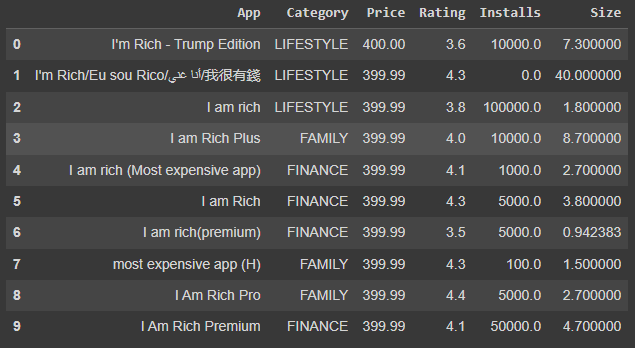 App Category Price Rating Installs Size
0 I'm Rich - Trump Edition LIFESTYLE 400.00 3.6 10000.0 7.300000
1 I'm Rich/Eu sou Rico/أنا غني/我很有錢 LIFESTYLE 399.99 4.3 0.0 40.000000
2 I am rich LIFESTYLE 399.99 3.8 100000.0 1.800000
3 I am Rich Plus FAMILY 399.99 4.0 10000.0 8.700000
4 I am rich (Most expensive app) FINANCE 399.99 4.1 1000.0 2.700000
5 I am Rich FINANCE 399.99 4.3 5000.0 3.800000
6 I am rich(premium) FINANCE 399.99 3.5 5000.0 0.942383
7 most expensive app (H) FAMILY 399.99 4.3 100.0 1.500000
8 I Am Rich Pro FAMILY 399.99 4.4 5000.0 2.700000
9 I Am Rich Premium FINANCE 399.99 4.1 50000.0 4.700000